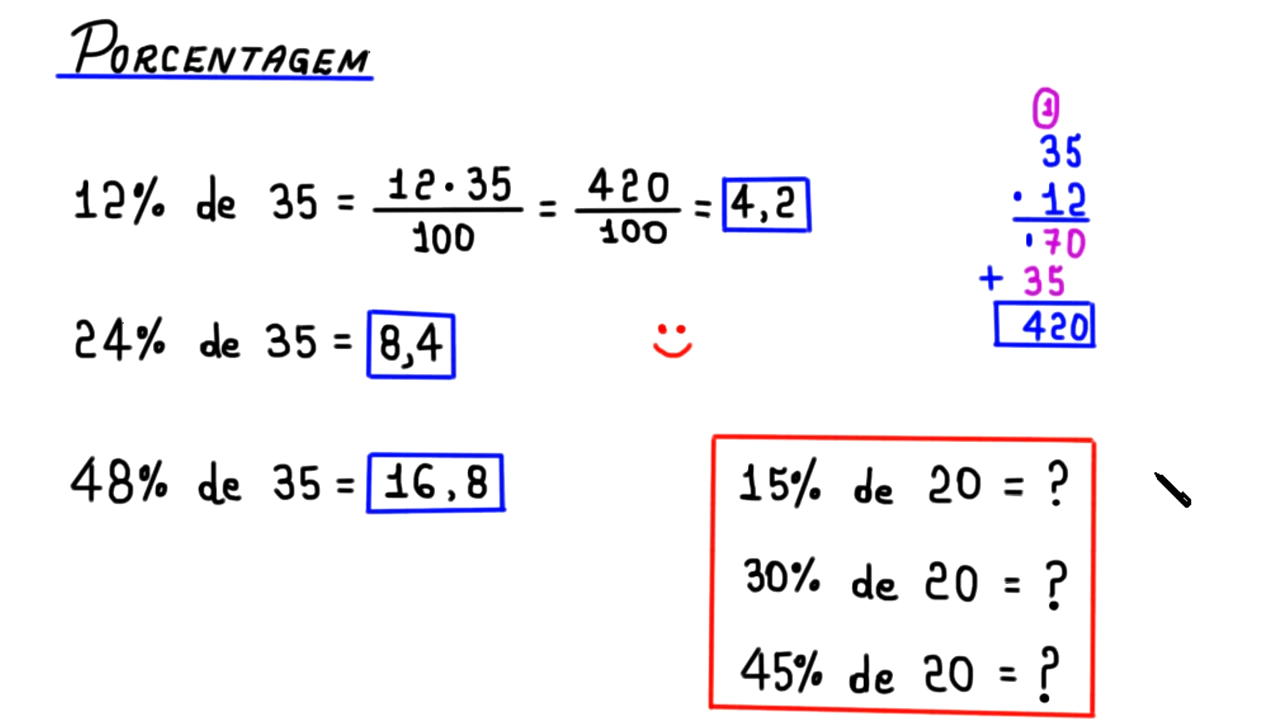 PORCENTAGEM
12% de 35 = 12·35/100 = 420/100 = 4,2
24% de 35 = 8,4
48% de 35 = 16,8
1
35
· 12
· 70
+ 35
420
15% de 20 = ?
30% de 20 = ?
45% de 20 = ?